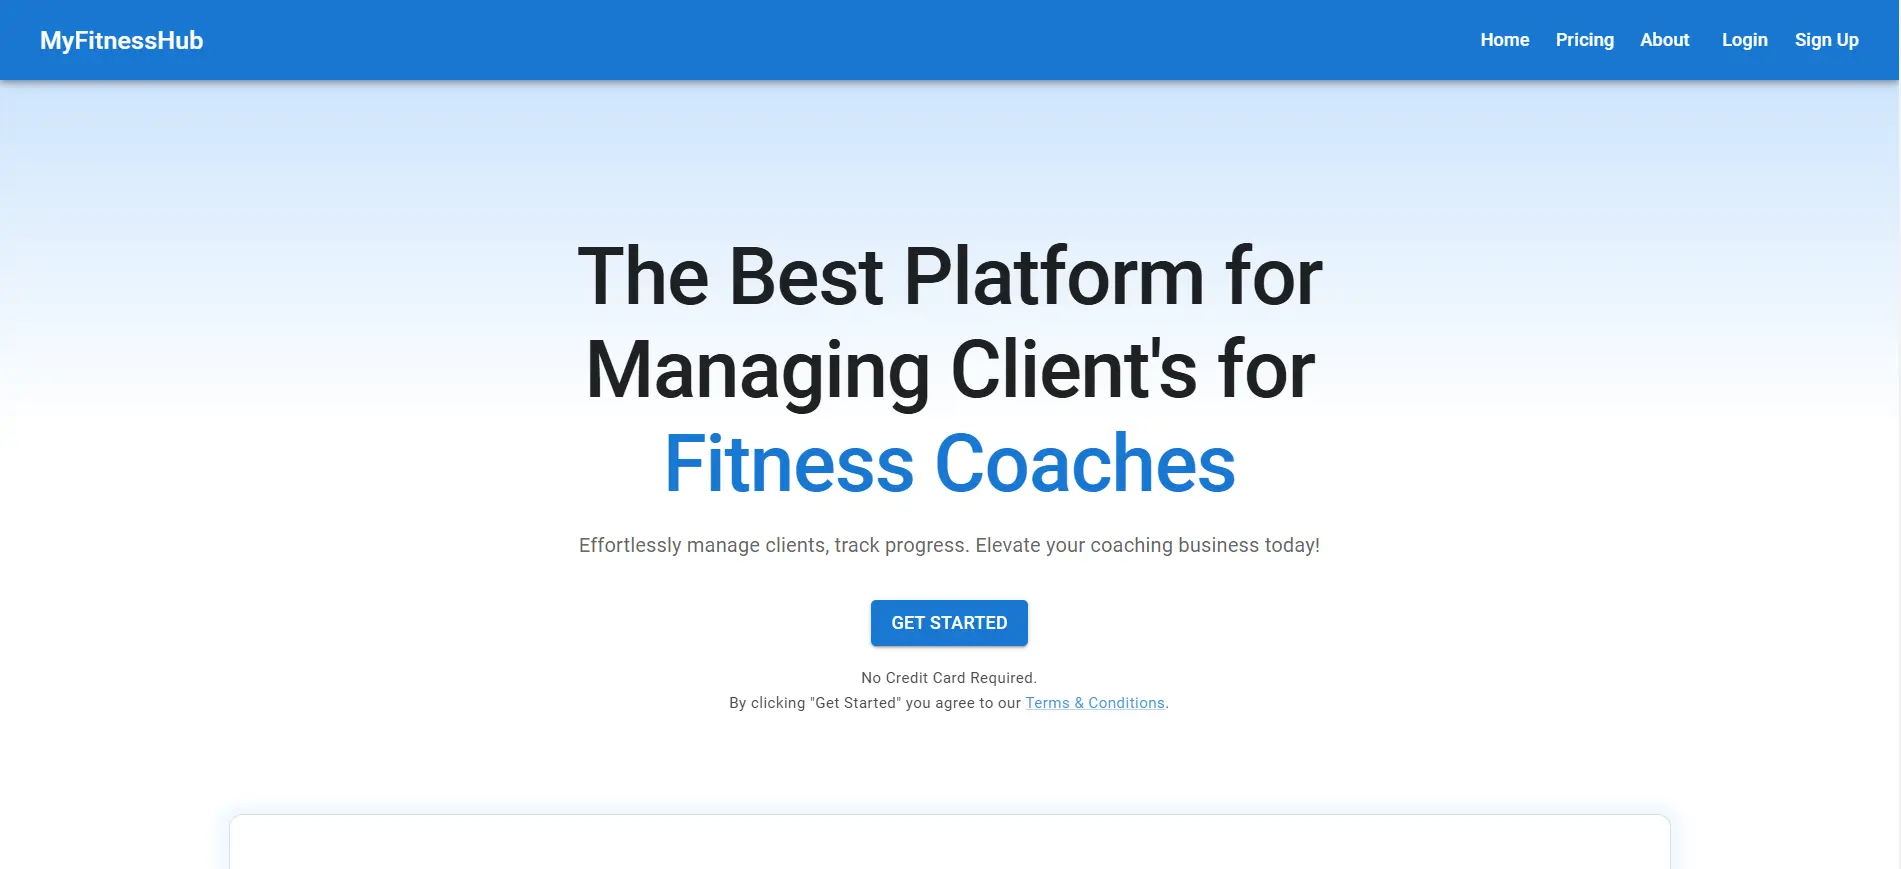 MyFitnessHub
Home Pricing About Login Sign Up
The Best Platform for
Managing Client's for
Fitness Coaches
Effortlessly manage clients, track progress. Elevate your coaching business today!
GET STARTED
No Credit Card Required.
By clicking "Get Started" you agree to our Terms & Conditions.